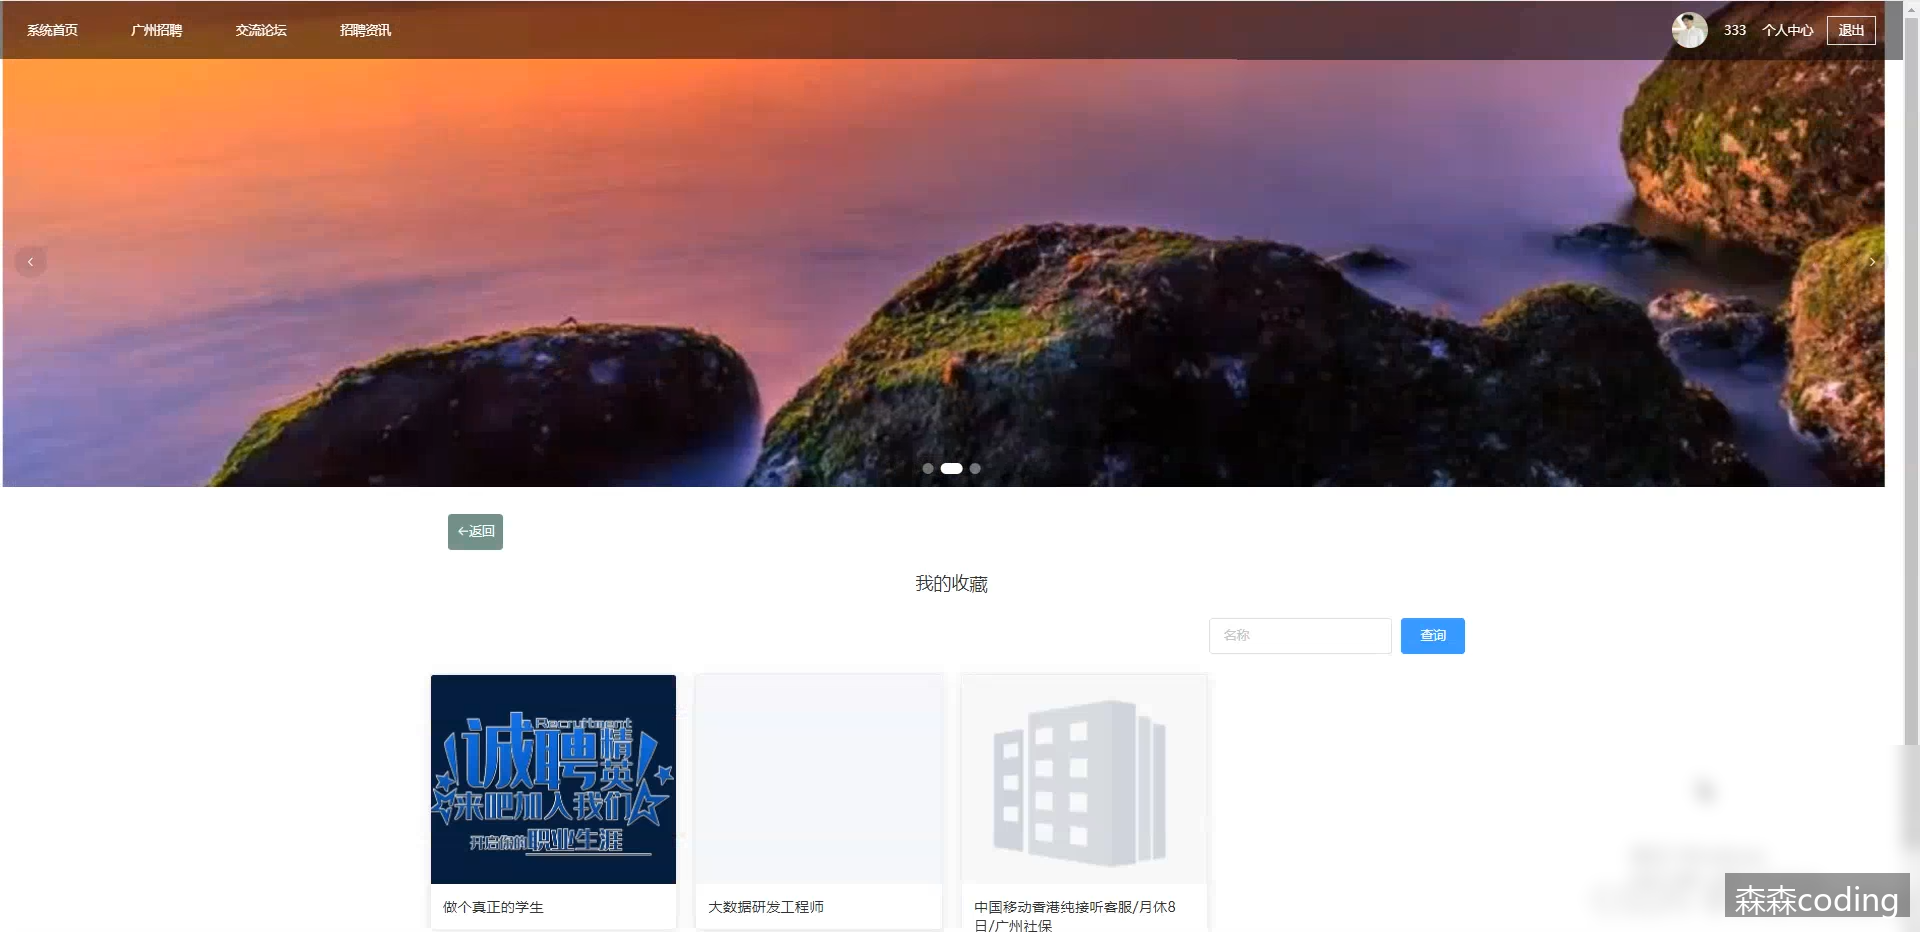 系统首页
广州招聘
交流论坛
招聘资讯
333
个人中心
退出
←返回
我的收藏
名称
查询
Recruitment
诚聘精英
来吧加入我们
开启你的职业生涯
做个真正的学生
大数据研发工程师
中国移动香港纯接听客服/月休8
日/广州社保
森森coding